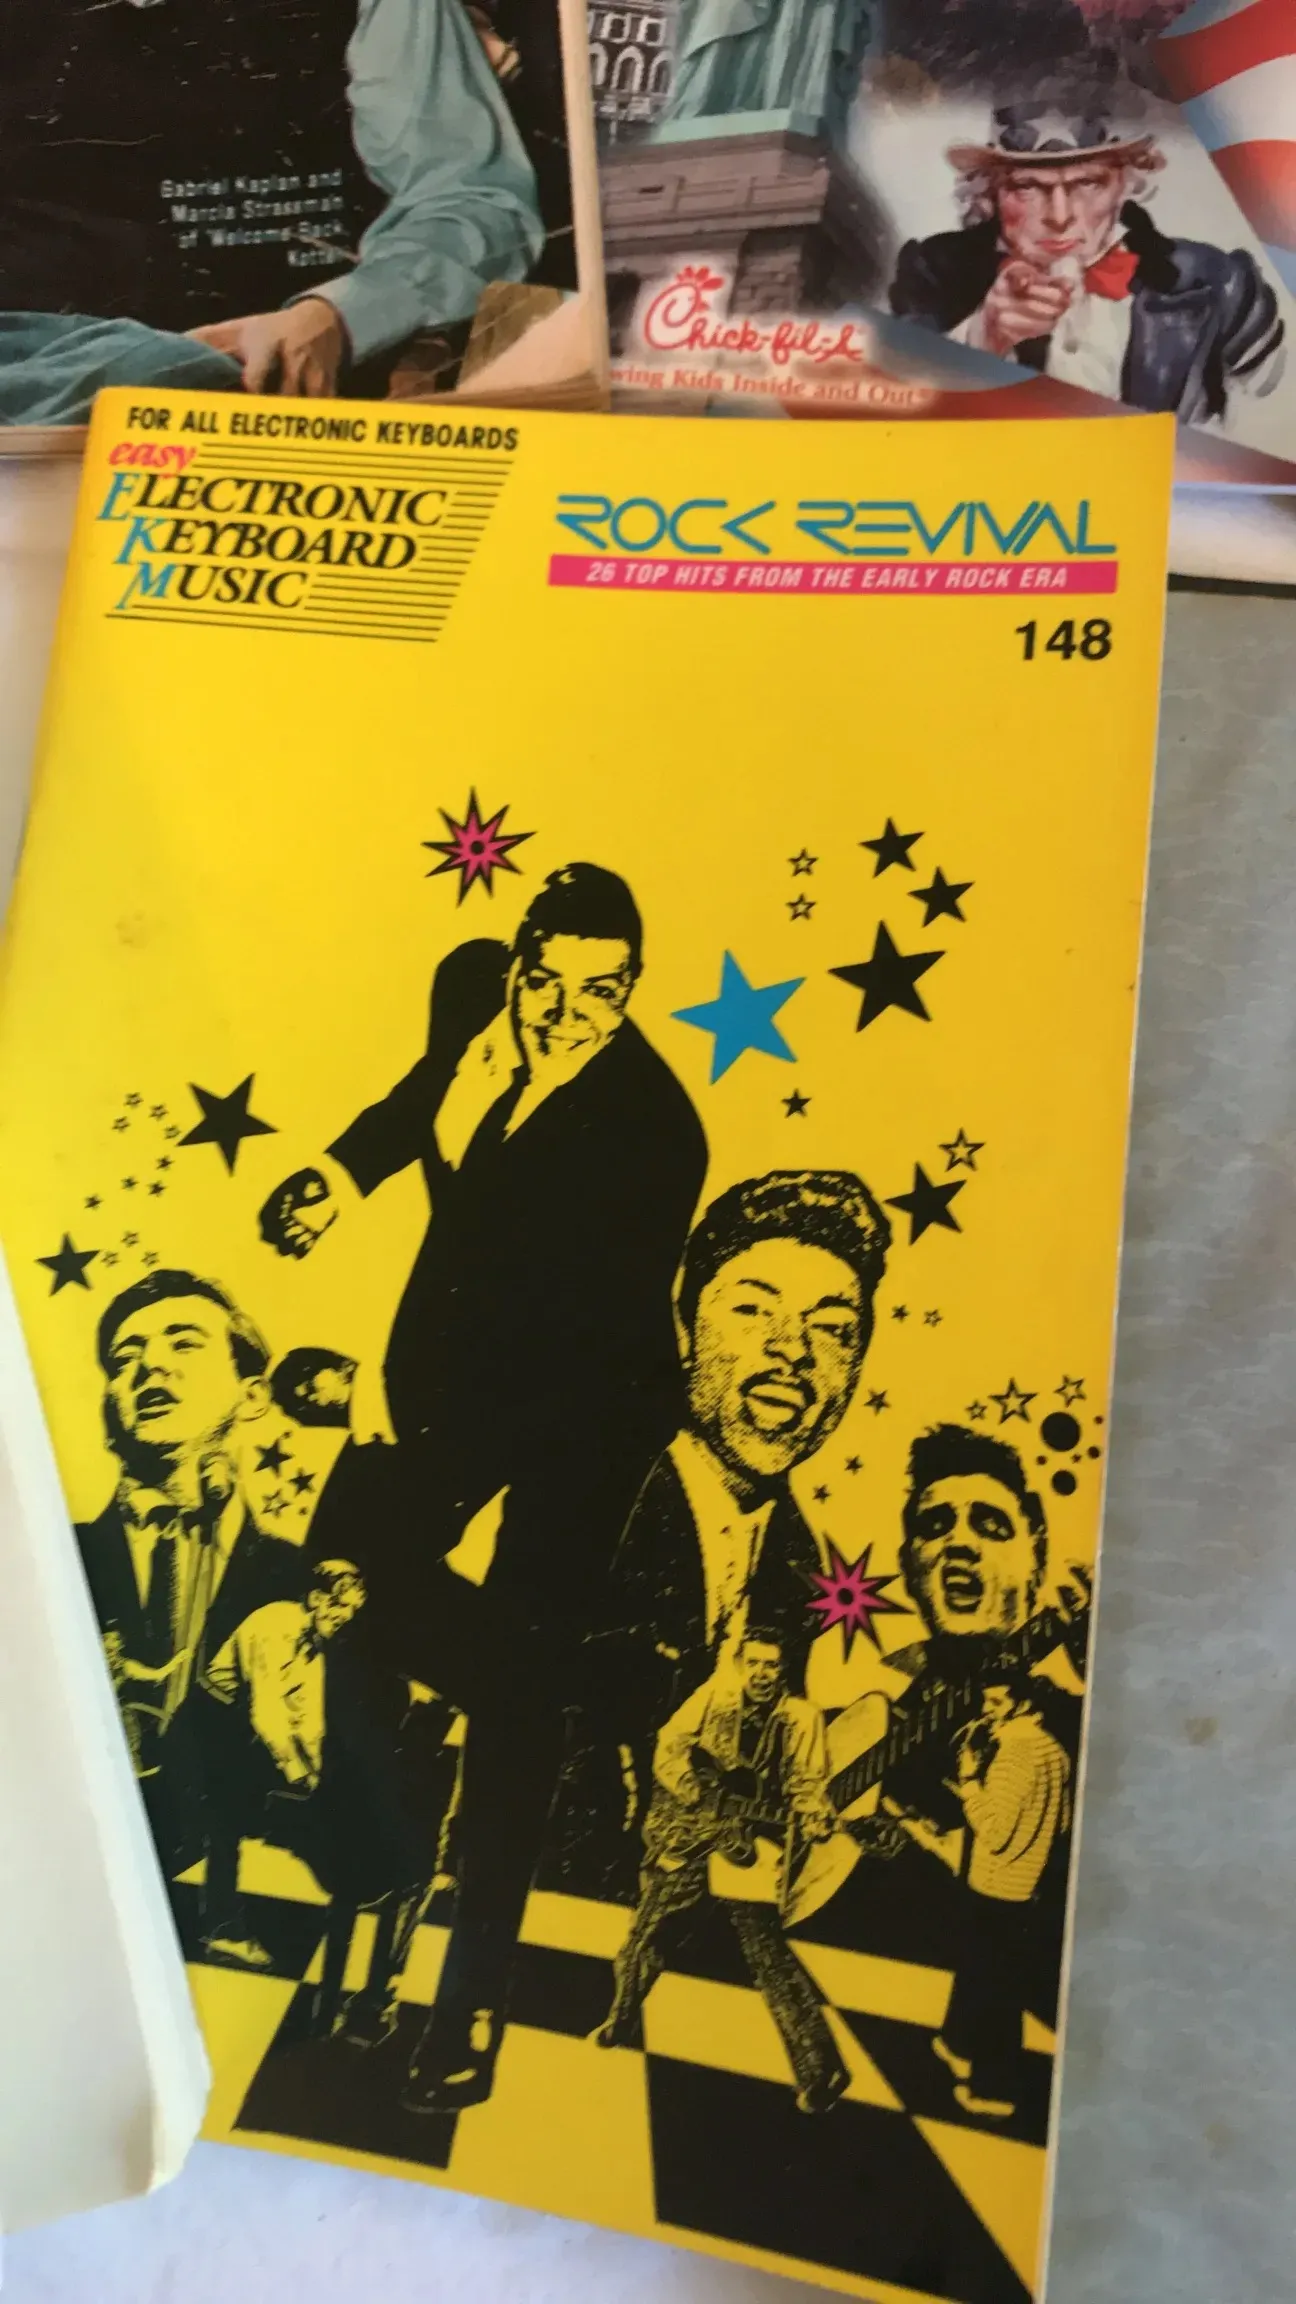 Gabriel Kaplan and
Marcia Strassman
of 'Welcome Back,
Kotter
Chick-fil-A
wing Kids Inside and Out
FOR ALL ELECTRONIC KEYBOARDS
easy
ELECTRONIC
KEYBOARD
MUSIC
ROCK REVIVAL
26 TOP HITS FROM THE EARLY ROCK ERA
148